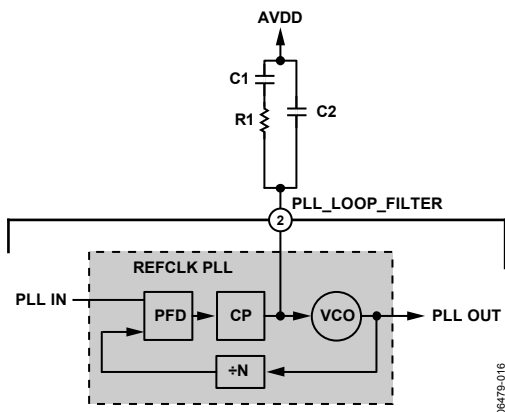 AVDD
C1
R1
C2
PLL_LOOP_FILTER
2
REFCLK PLL
PLL IN
PFD
CP
VCO
PLL OUT
÷N
06479-016